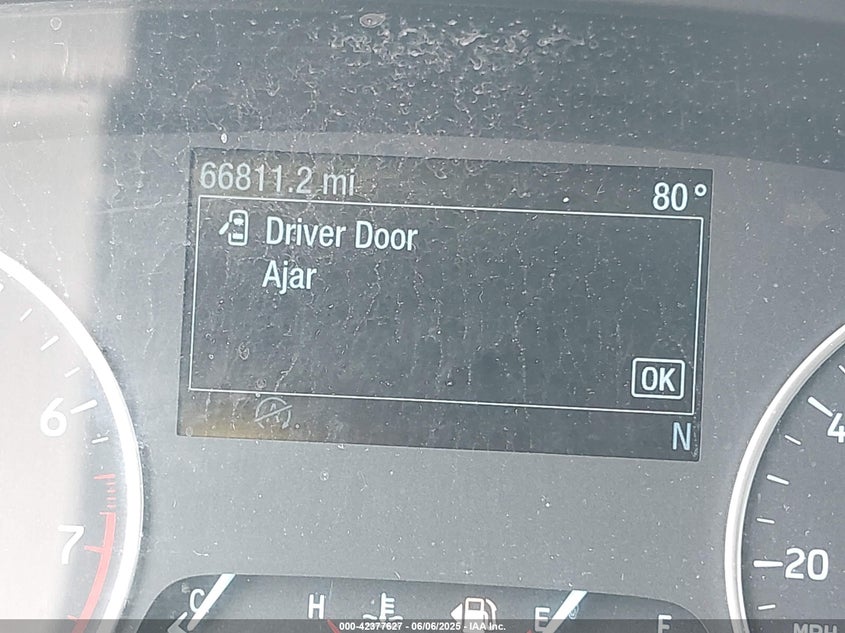 66811.2 mi
80°
Driver Door
Ajar
OK
N
6
7
4
20
MPH
C
H
E
F
000-42377627 - 06/06/2025 - IAA Inc.